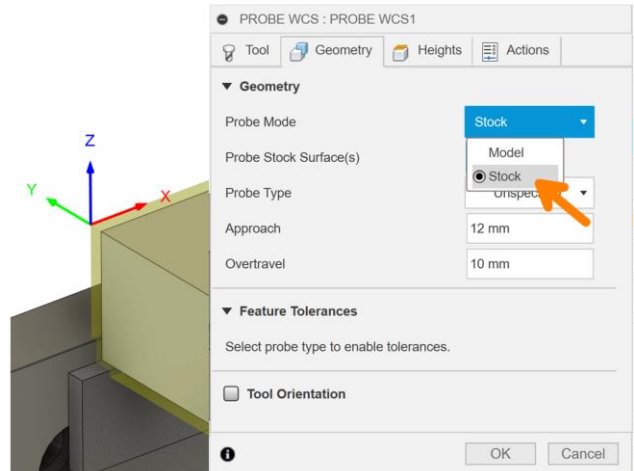 PROBE WCS : PROBE WCS1
Tool Geometry Heights Actions
Geometry
Probe Mode Stock
Model
Probe Stock Surface(s)
Stock
Probe Type
Approach 12 mm
Overtravel 10 mm
Feature Tolerances
Select probe type to enable tolerances.
Tool Orientation
OK Cancel
Z
Y X